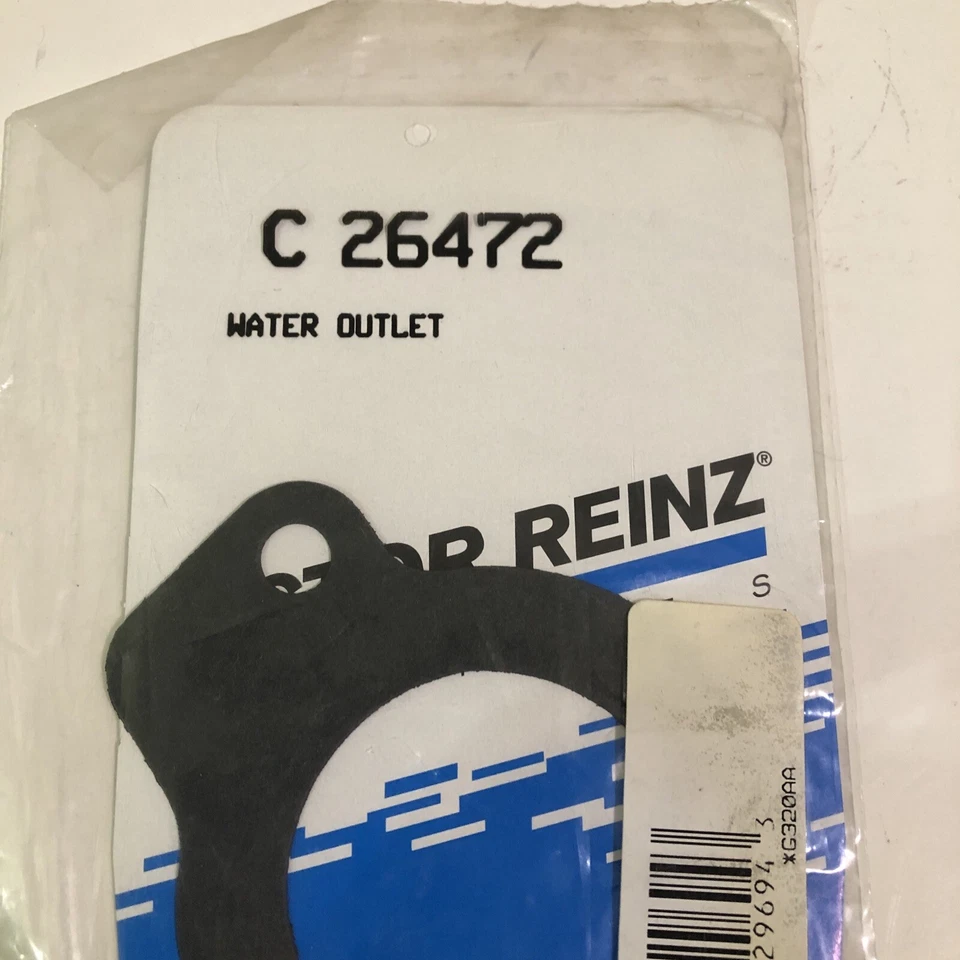 C 26472
WATER OUTLET
REINZ®
S
29694 3
*G320AA